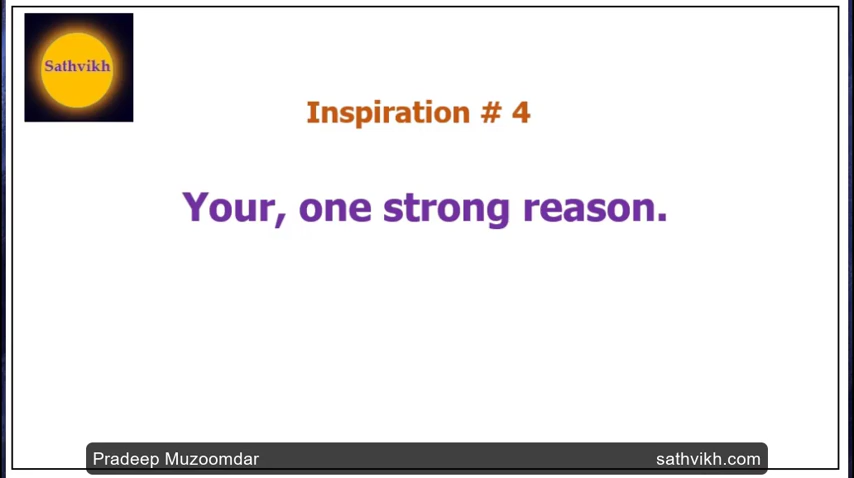 Sathvikh
Inspiration # 4
Your, one strong reason.
Pradeep Muzoomdar sathvikh.com